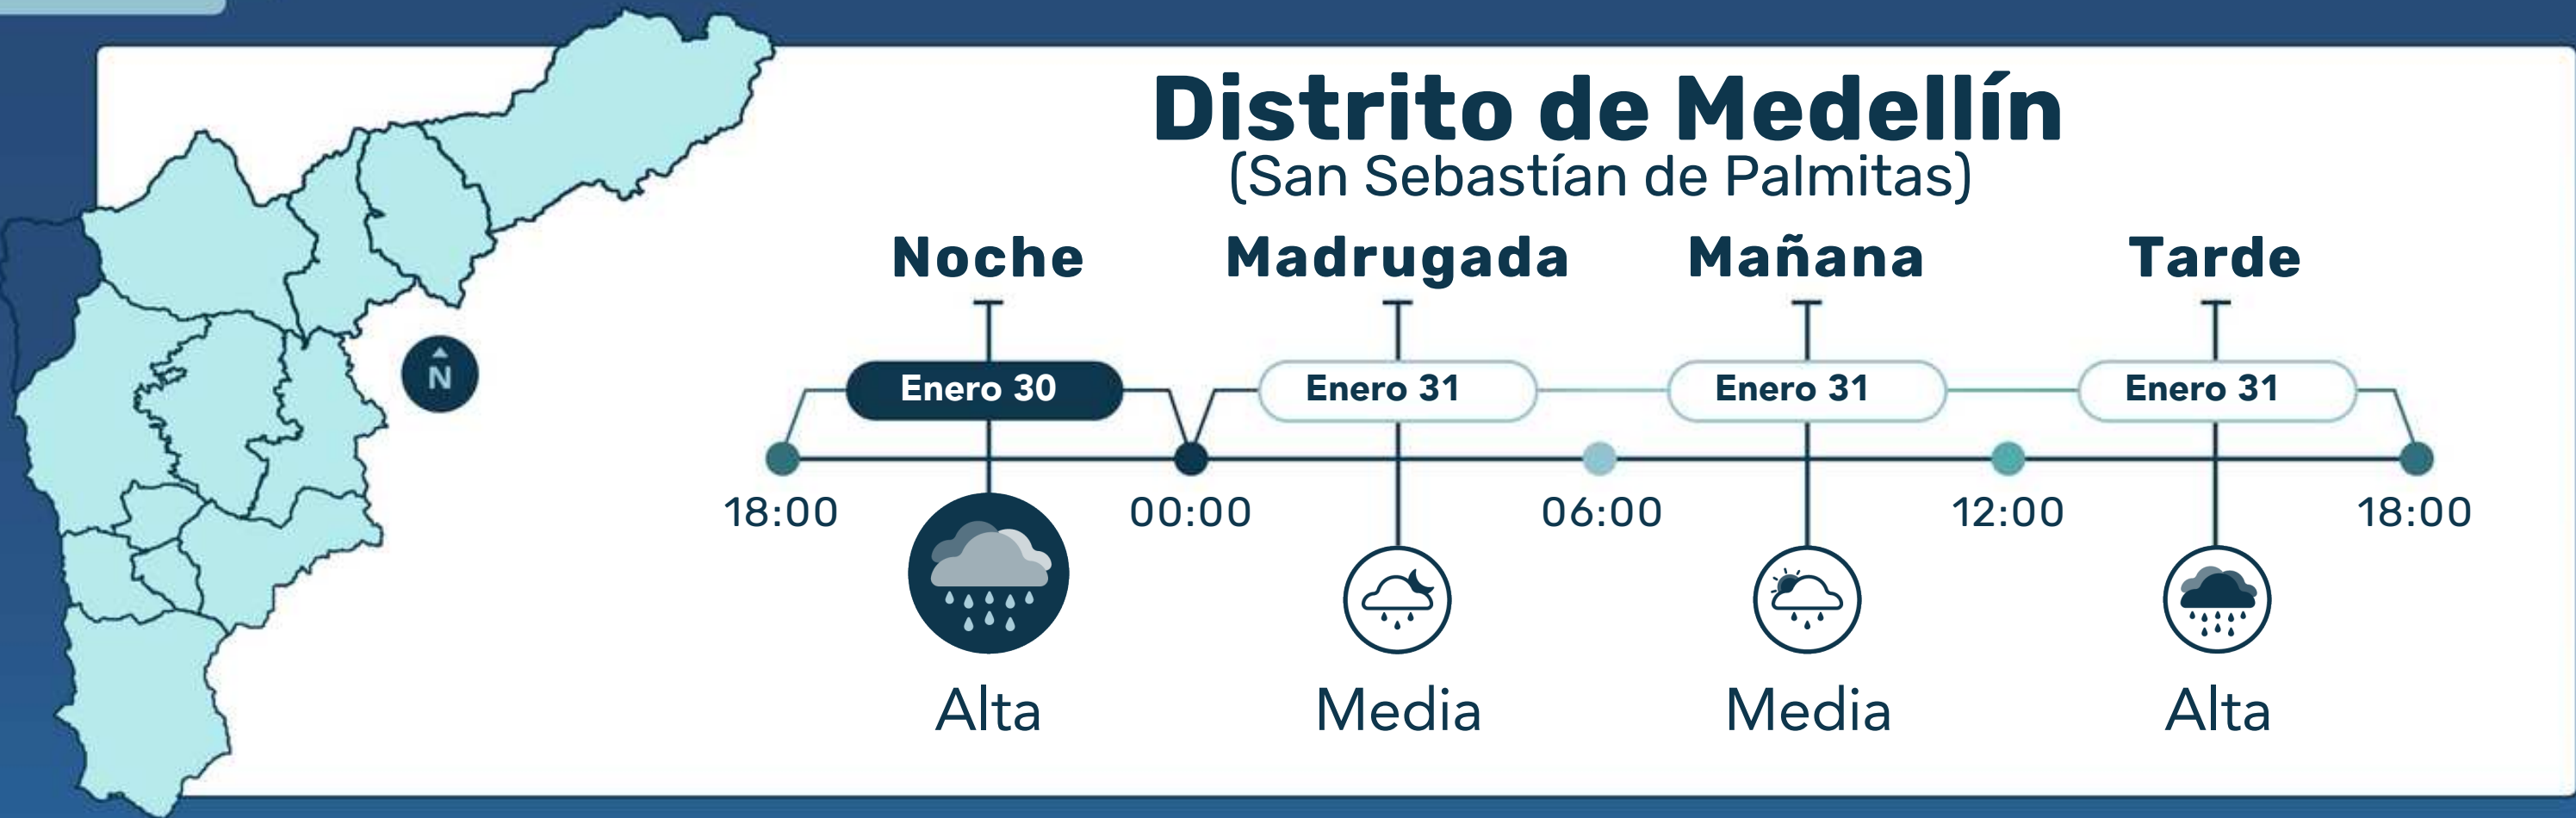 Distrito de Medellín
(San Sebastían de Palmitas)
Noche Madrugada Mañana Tarde
Enero 30 Enero 31 Enero 31 Enero 31
N
18:00 00:00 06:00 12:00 18:00
Alta Media Media Alta